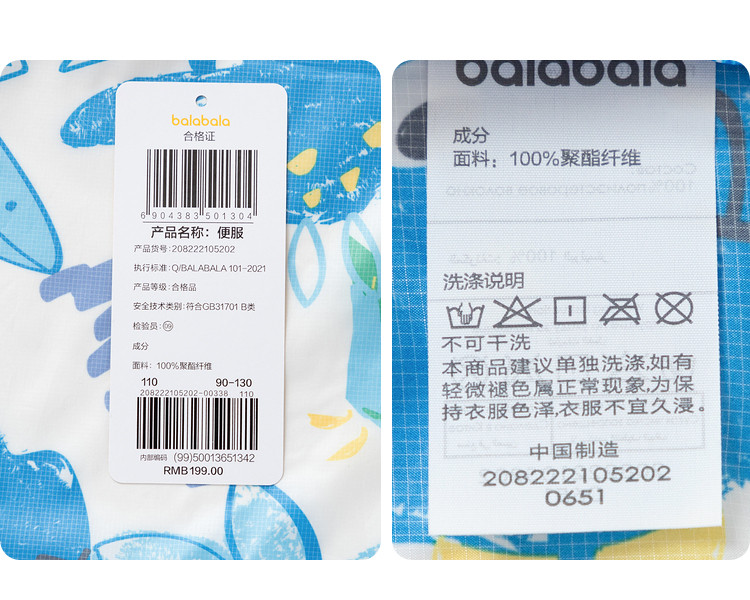 balabala
合格证
6 904383 501304
产品名称：便服
产品货号：208222105202
执行标准：Q/BALABALA 101-2021
产品等级：合格品
安全技术类别：符合GB31701 B类
检验员：09
成分
面料：100%聚酯纤维
110 90-130
208222105202-00338 110
内部编码 (99)50013651342
RMB199.00
balabala
成分
面料：100%聚酯纤维
洗涤说明
不可干洗
本商品建议单独洗涤,如有
轻微褪色属正常现象,为保
持衣服色泽,衣服不宜久浸。
中国制造
208222105202
0651